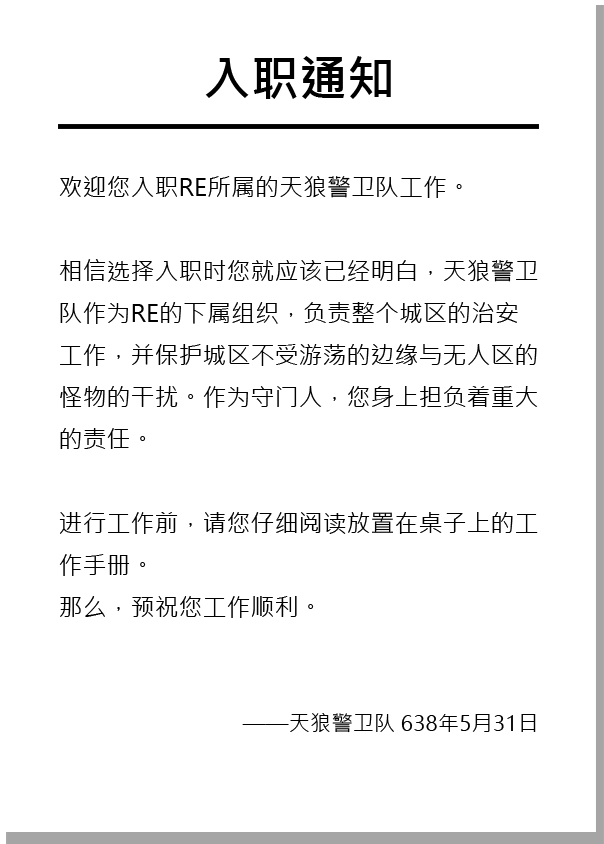 入职通知
欢迎您入职RE所属的天狼警卫队工作。
相信选择入职时您就应该已经明白，天狼警卫
队作为RE的下属组织，负责整个城区的治安
工作，并保护城区不受游荡的边缘与无人区的
怪物的干扰。作为守门人，您身上担负着重大
的责任。
进行工作前，请您仔细阅读放置在桌子上的工
作手册。
那么，预祝您工作顺利。
——天狼警卫队 638年5月31日